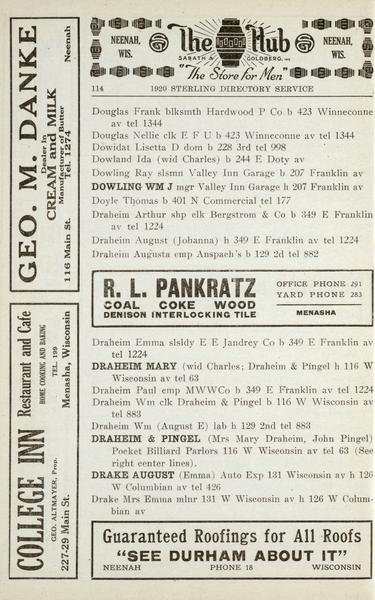 GEO. M. DANKE
Dealer in
CREAM and MILK
Manufacturer of Butter
116 Main St. Tel. 1274 Neenah
COLLEGE INN
Restaurant and Cafe
HOME COOKING AND BAKING
GEO. ALTMAYER, Prop. TEL. 199
227-29 Main St. Menasha, Wisconsin
NEENAH, WIS.
The Hub
SABATH & GOLDBERG, INC
"The Store for Men"
NEENAH, WIS.
114 1920 STERLING DIRECTORY SERVICE
Douglas Frank blksmth Hardwood P Co b 423 Winneconne
av tel 1344
Douglas Nellie clk E F U b 423 Winneconne av tel 1344
Dowidat Lisetta D dom b 228 3rd tel 998
Dowland Ida (wid Charles) b 244 E Doty av
Dowling Ray slsmn Valley Inn Garage b 207 Franklin av
DOWLING WM J mgr Valley Inn Garage h 207 Franklin av
Doyle Thomas b 401 N Commercial tel 177
Draheim Arthur shp clk Bergstrom & Co b 349 E Franklin
av tel 1224
Draheim August (Johanna) h 349 E Franklin av tel 1224
Draheim Augusta emp Anspach's b 129 2d tel 882
R. L. PANKRATZ
COAL COKE WOOD
DENISON INTERLOCKING TILE
OFFICE PHONE 291
YARD PHONE 283
MENASHA
Draheim Emma slsldy E E Jandrey Co b 349 E Franklin av
tel 1224
DRAHEIM MARY (wid Charles; Draheim & Pingel h 116 W
Wisconsin av tel 63
Draheim Paul emp MWWCo b 349 E Franklin av tel 1224
Draheim Wm clk Draheim & Pingel b 116 W Wisconsin av
tel 883
Draheim Wm (August E) lab h 129 2nd tel 883
DRAHEIM & PINGEL (Mrs Mary Draheim, John Pingel)
Pocket Billiard Parlors 116 W Wisconsin av tel 63 (See
right center lines).
DRAKE AUGUST (Emma) Auto Exp 131 Wisconsin av h 126
W Columbian av tel 426
Drake Mrs Emma mlnr 131 W Wisconsin av h 126 W Colum-
bian av
Guaranteed Roofings for All Roofs
"SEE DURHAM ABOUT IT"
NEENAH PHONE 18 WISCONSIN